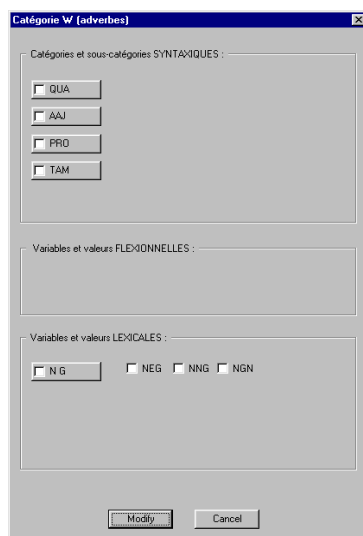 Catégorie W (adverbes)
Catégories et sous-catégories SYNTAXIQUES :
QUA
AAJ
PRO
TAM
Variables et valeurs FLEXIONNELLES :
Variables et valeurs LEXICALES :
N G NEG NNG NGN
Modify Cancel